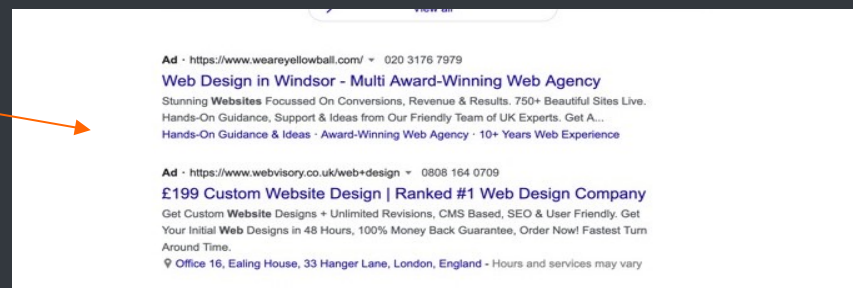 View all
Ad · https://www.weareyellowball.com/ 020 3176 7979
Web Design in Windsor - Multi Award-Winning Web Agency
Stunning Websites Focussed On Conversions, Revenue & Results. 750+ Beautiful Sites Live.
Hands-On Guidance, Support & Ideas from Our Friendly Team of UK Experts. Get A...
Hands-On Guidance & Ideas · Award-Winning Web Agency · 10+ Years Web Experience
Ad · https://www.webvisory.co.uk/web+design 0808 164 0709
£199 Custom Website Design | Ranked #1 Web Design Company
Get Custom Website Designs + Unlimited Revisions, CMS Based, SEO & User Friendly. Get
Your Initial Web Designs in 48 Hours, 100% Money Back Guarantee, Order Now! Fastest Turn
Around Time.
Office 16, Ealing House, 33 Hanger Lane, London, England - Hours and services may vary